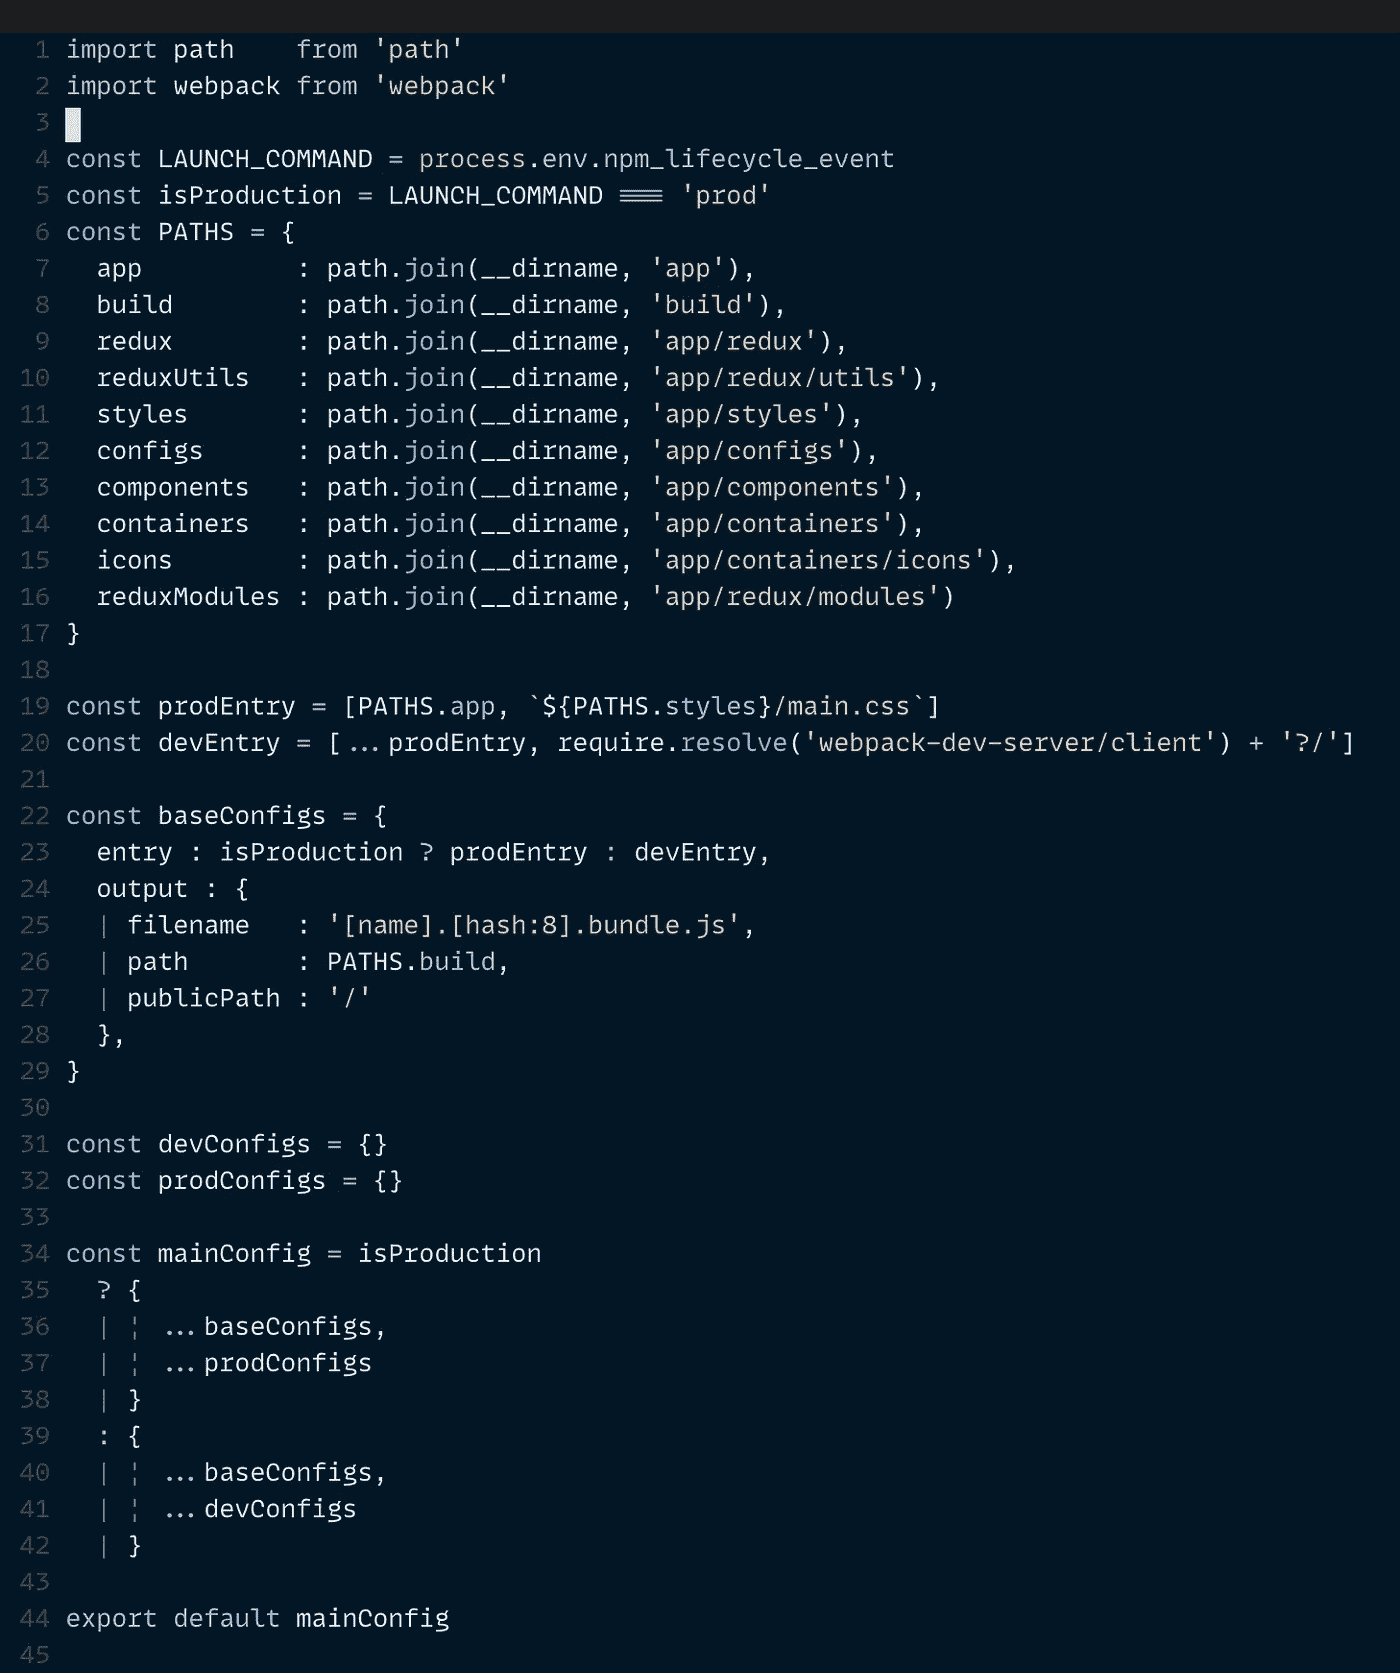 1 import path    from 'path'
2 import webpack from 'webpack'
3
4 const LAUNCH_COMMAND = process.env.npm_lifecycle_event
5 const isProduction = LAUNCH_COMMAND === 'prod'
6 const PATHS = {
7   app          : path.join(__dirname, 'app'),
8   build        : path.join(__dirname, 'build'),
9   redux        : path.join(__dirname, 'app/redux'),
10   reduxUtils   : path.join(__dirname, 'app/redux/utils'),
11   styles       : path.join(__dirname, 'app/styles'),
12   configs      : path.join(__dirname, 'app/configs'),
13   components   : path.join(__dirname, 'app/components'),
14   containers   : path.join(__dirname, 'app/containers'),
15   icons        : path.join(__dirname, 'app/containers/icons'),
16   reduxModules : path.join(__dirname, 'app/redux/modules')
17 }
18
19 const prodEntry = [PATHS.app, `${PATHS.styles}/main.css`]
20 const devEntry = [...prodEntry, require.resolve('webpack-dev-server/client') + '?/']
21
22 const baseConfigs = {
23   entry : isProduction ? prodEntry : devEntry,
24   output : {
25   | filename   : '[name].[hash:8].bundle.js',
26   | path       : PATHS.build,
27   | publicPath : '/'
28   },
29 }
30
31 const devConfigs = {}
32 const prodConfigs = {}
33
34 const mainConfig = isProduction
35   ? {
36   | ¦ ...baseConfigs,
37   | ¦ ...prodConfigs
38   | }
39   : {
40   | ¦ ...baseConfigs,
41   | ¦ ...devConfigs
42   | }
43
44 export default mainConfig
45